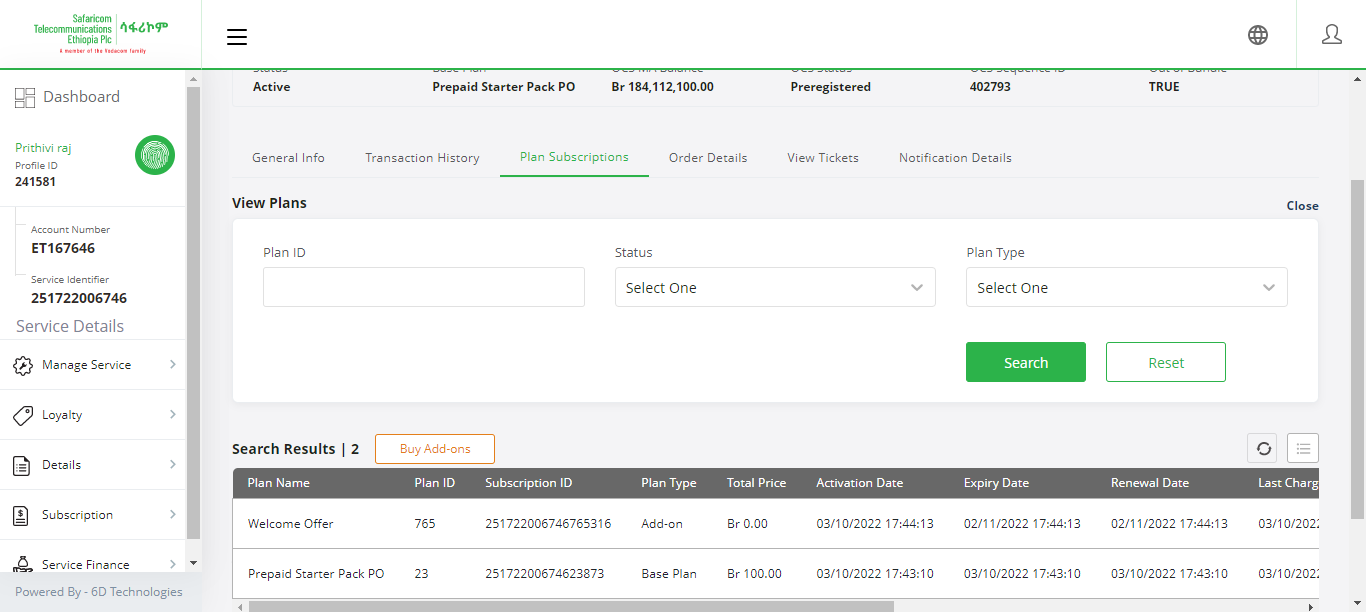 Safaricom
Telecommunications
Ethiopia Plc
ሳፋሪኮም
A member of the Vodacom family
Dashboard
Prithivi raj
Profile ID
241581
Account Number
ET167646
Service Identifier
251722006746
Service Details
Manage Service
Loyalty
Details
Subscription
Service Finance
Powered By - 6D Technologies
Status Base Plan OCS MA Balance OCS Status OCS Sequence ID Out of Bundle
Active Prepaid Starter Pack PO Br 184,112,100.00 Preregistered 402793 TRUE
General Info Transaction History Plan Subscriptions Order Details View Tickets Notification Details
View Plans Close
Plan ID Status Plan Type
Select One Select One
Search Reset
Search Results | 2 Buy Add-ons
Plan Name Plan ID Subscription ID Plan Type Total Price Activation Date Expiry Date Renewal Date Last Charg
Welcome Offer 765 251722006746765316 Add-on Br 0.00 03/10/2022 17:44:13 02/11/2022 17:44:13 02/11/2022 17:44:13 03/10/2022
Prepaid Starter Pack PO 23 25172200674623873 Base Plan Br 100.00 03/10/2022 17:43:10 03/10/2022 17:43:10 03/10/2022 17:43:10 03/10/2022